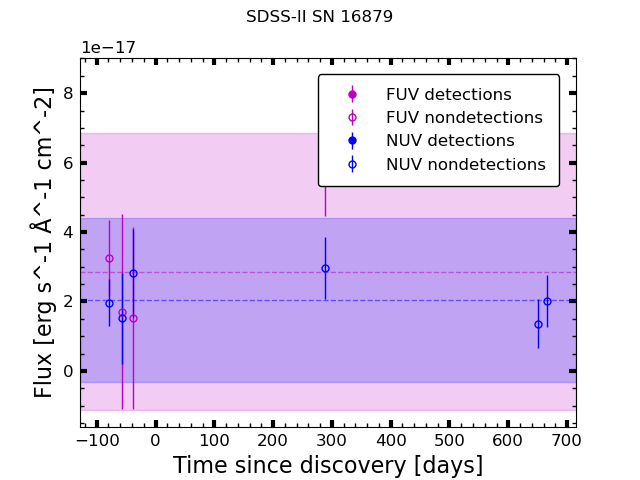 SDSS-II SN 16879
1e−17
8
6
4
2
0
Flux [erg s^-1 Å^-1 cm^-2]
FUV detections
FUV nondetections
NUV detections
NUV nondetections
−100 0 100 200 300 400 500 600 700
Time since discovery [days]